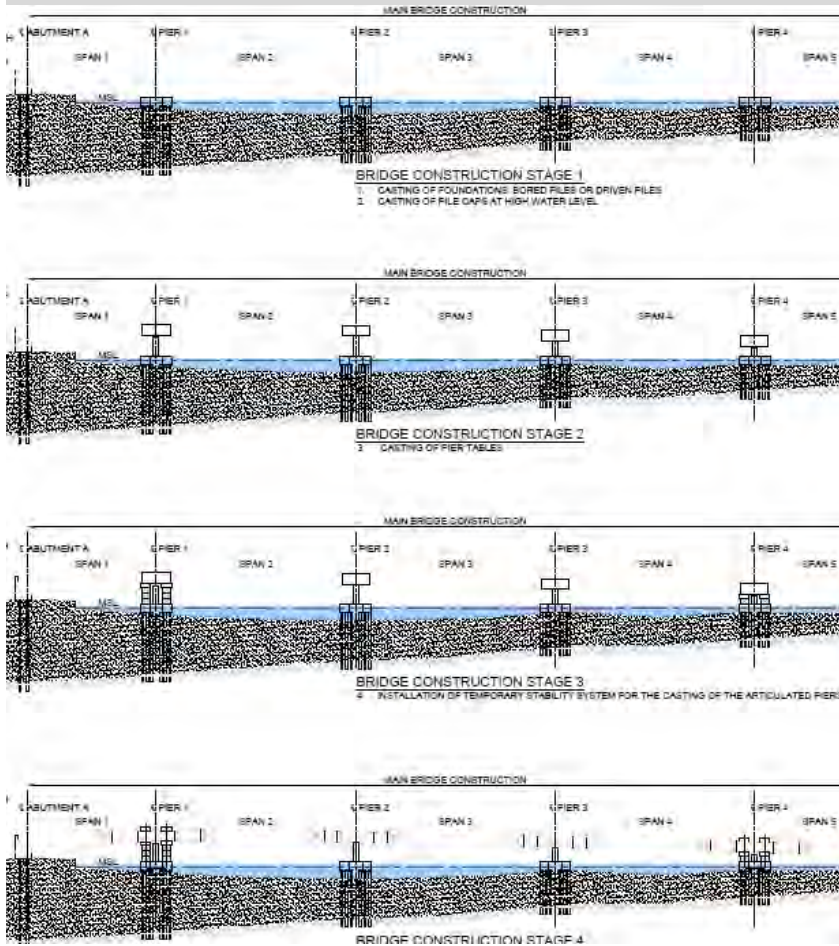 MAIN BRIDGE CONSTRUCTION
ABUTMENT A PIER 1 PIER 2 PIER 3 PIER 4
SPAN 1 SPAN 2 SPAN 3 SPAN 4 SPAN 5
MSL
BRIDGE CONSTRUCTION STAGE 1
1 CASTING OF FOUNDATIONS: BORED PILES OR DRIVEN PILES
2 CASTING OF PILE CAPS AT HIGH WATER LEVEL
MAIN BRIDGE CONSTRUCTION
ABUTMENT A PIER 1 PIER 2 PIER 3 PIER 4
SPAN 1 SPAN 2 SPAN 3 SPAN 4 SPAN 5
MSL
BRIDGE CONSTRUCTION STAGE 2
3 CASTING OF PIER TABLES
MAIN BRIDGE CONSTRUCTION
ABUTMENT A PIER 1 PIER 2 PIER 3 PIER 4
SPAN 1 SPAN 2 SPAN 3 SPAN 4 SPAN 5
MSL
BRIDGE CONSTRUCTION STAGE 3
4 INSTALLATION OF TEMPORARY STABILITY SYSTEM FOR THE CASTING OF THE ARTICULATED PIERS
MAIN BRIDGE CONSTRUCTION
ABUTMENT A PIER 1 PIER 2 PIER 3 PIER 4
SPAN 1 SPAN 2 SPAN 3 SPAN 4 SPAN 5
MSL
BRIDGE CONSTRUCTION STAGE 4